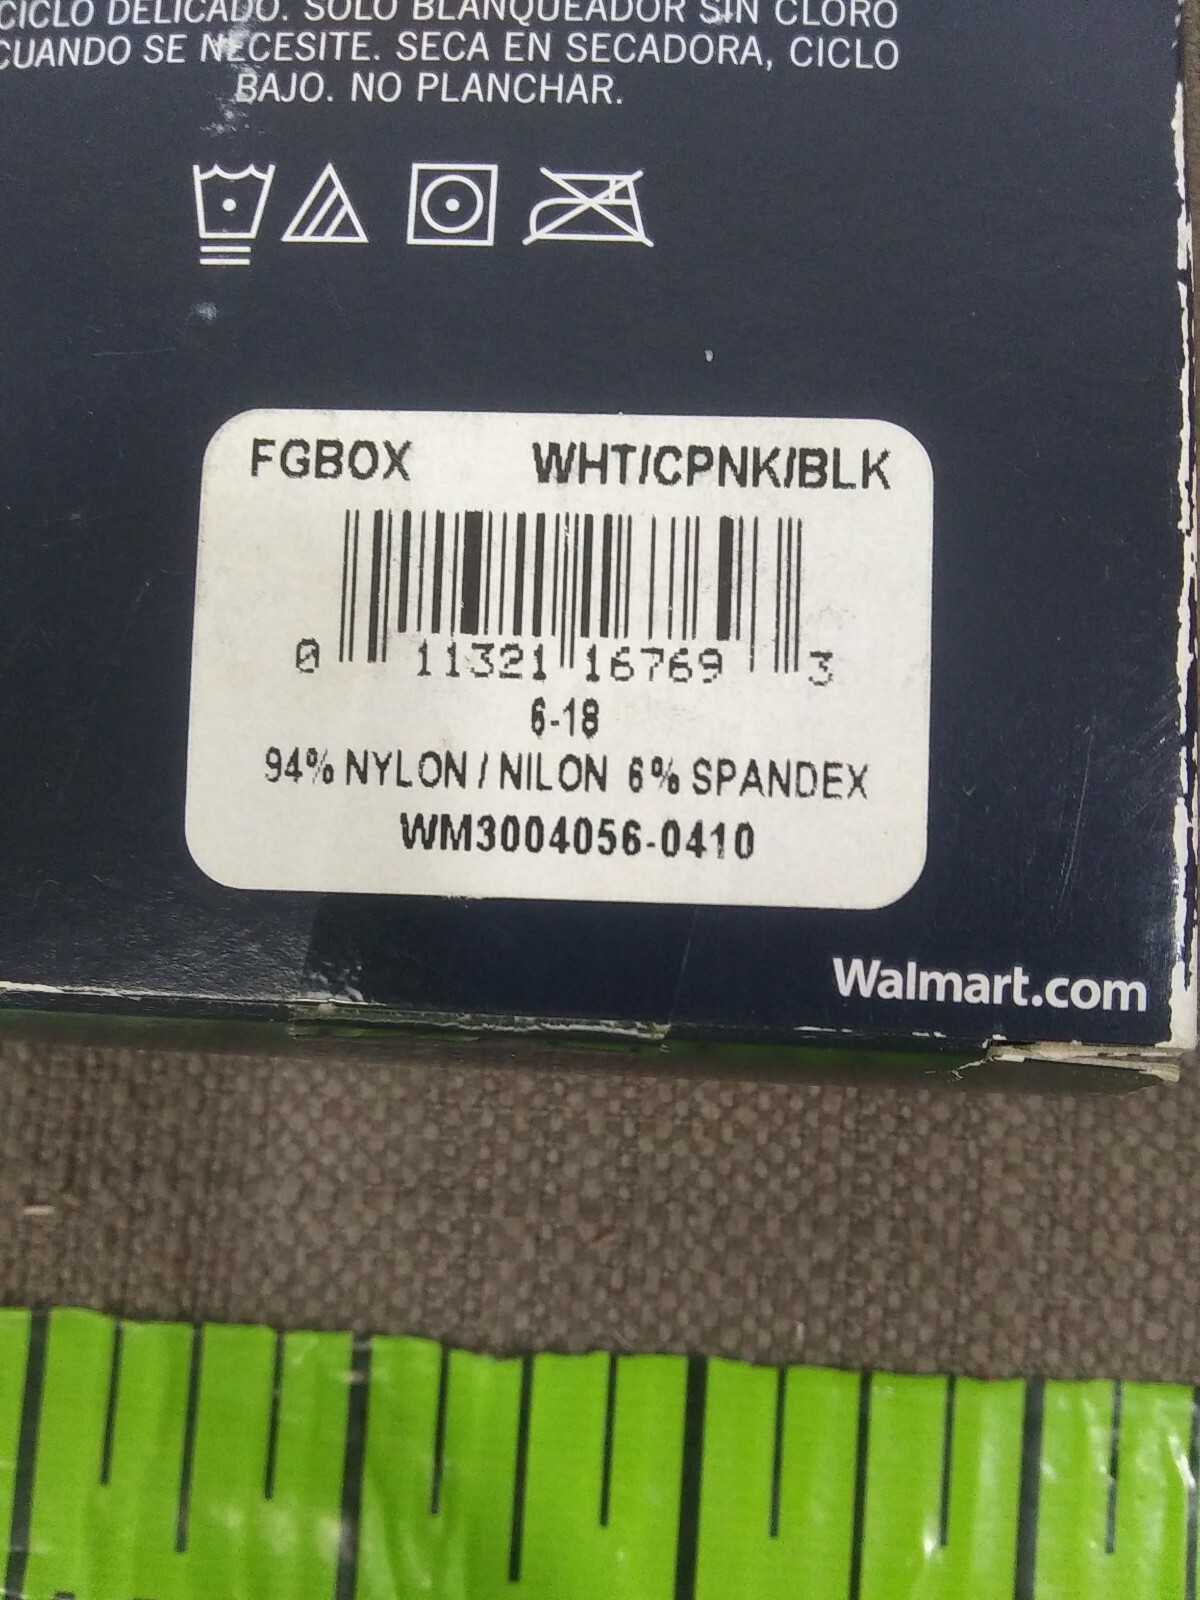 CICLO DELICADO. SOLO BLANQUEADOR SIN CLORO
CUANDO SE NECESITE. SECA EN SECADORA, CICLO
BAJO. NO PLANCHAR.
FGBOX WHT/CPNK/BLK
0 11321 16769 3
6-18
94% NYLON / NILON 6% SPANDEX
WM3004056-0410
Walmart.com